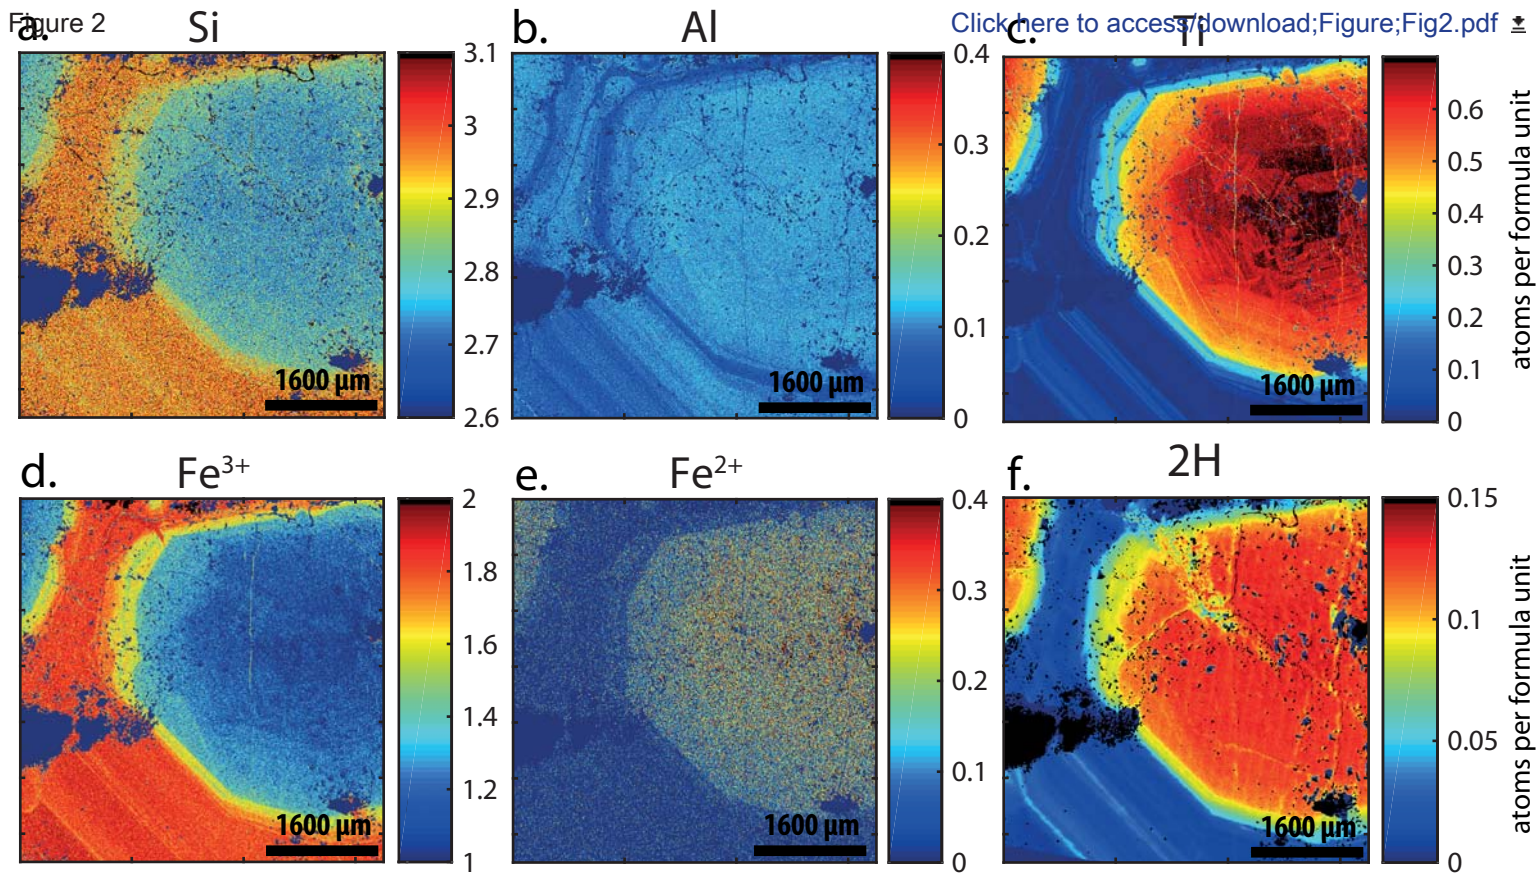 Figure 2
Click here to access/download;Figure;Fig2.pdf
a. Si
3.1
3
2.9
2.8
2.7
2.6
1600 µm
b. Al
0.4
0.3
0.2
0.1
0
1600 µm
c. Ti
0.6
0.5
0.4
0.3
0.2
0.1
0
atoms per formula unit
1600 µm
d. Fe3+
2
1.8
1.6
1.4
1.2
1
1600 µm
e. Fe2+
0.4
0.3
0.2
0.1
0
1600 µm
f. 2H
0.15
0.1
0.05
0
atoms per formula unit
1600 µm